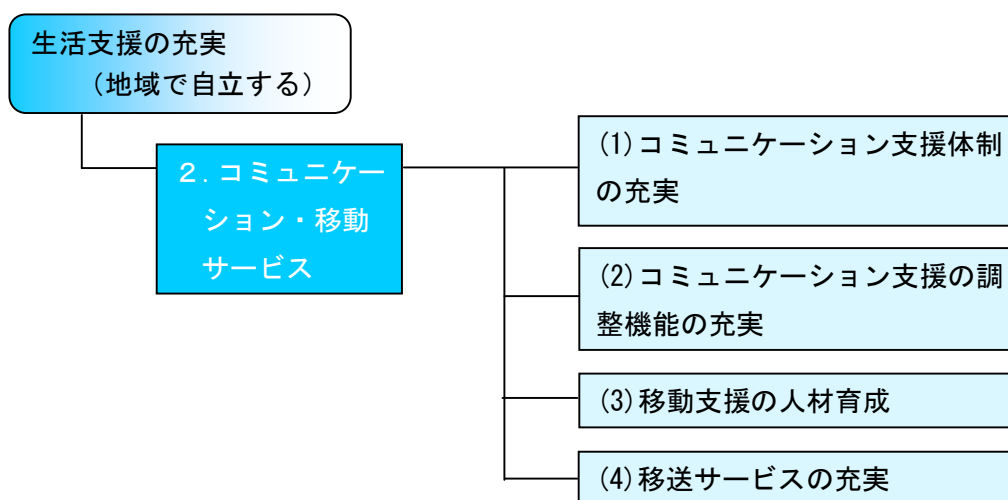 生活支援の充実
（地域で自立する）
２．コミュニケー
ション・移動
サービス
(1)コミュニケーション支援体制
の充実
(2)コミュニケーション支援の調
整機能の充実
(3)移動支援の人材育成
(4)移送サービスの充実